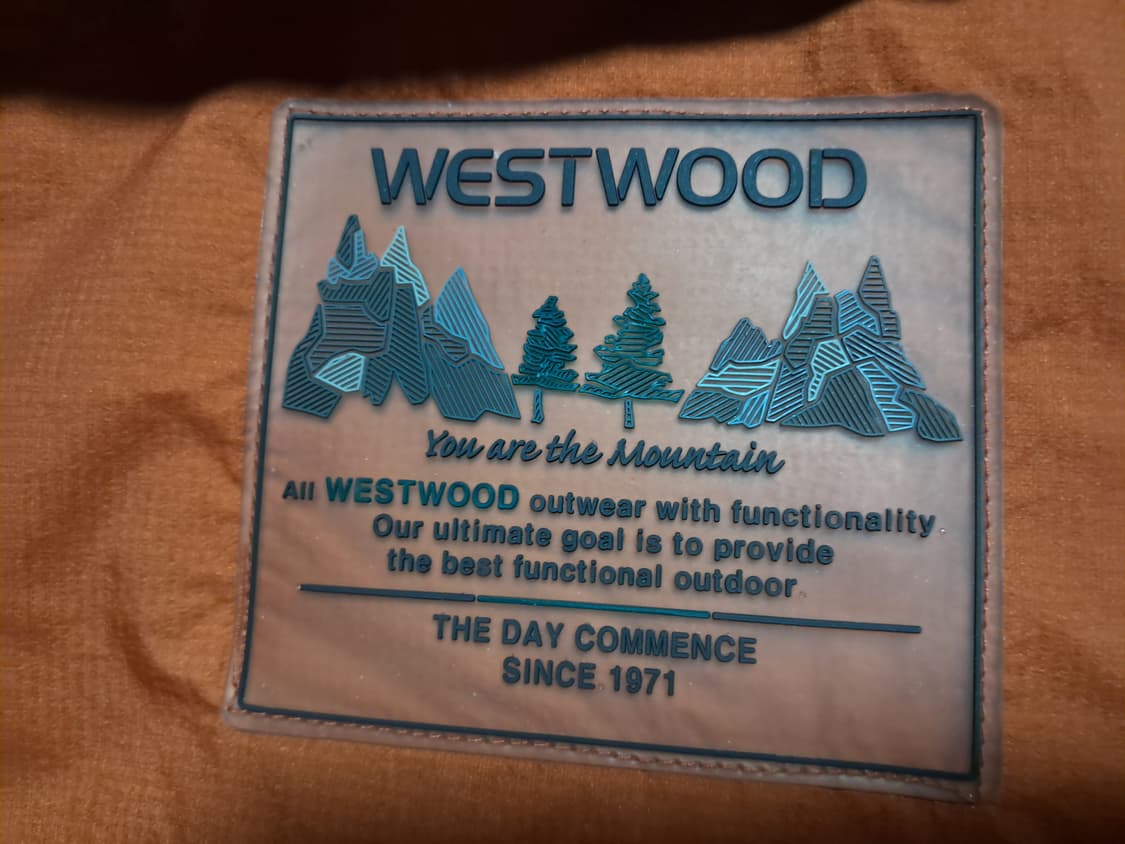 WESTWOOD
You are the Mountain
All WESTWOOD outwear with functionality
Our ultimate goal is to provide
the best functional outdoor
THE DAY COMMENCE
SINCE 1971